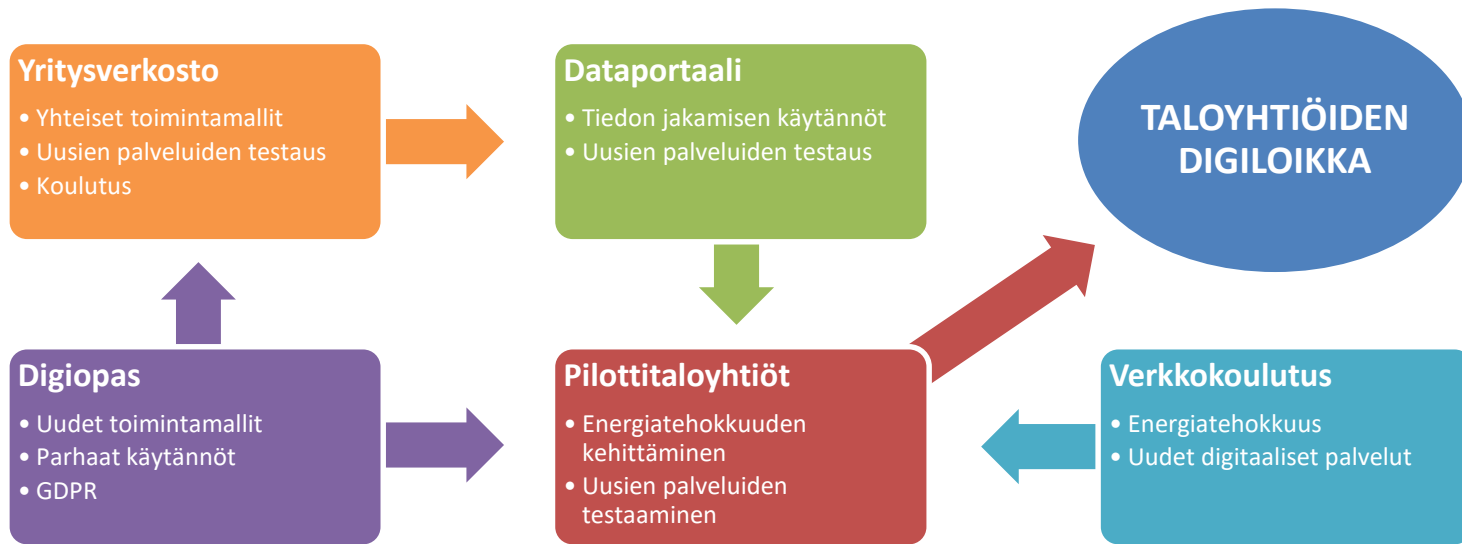 Yritysverkosto
• Yhteiset toimintamallit
• Uusien palveluiden testaus
• Koulutus
Dataportaali
• Tiedon jakamisen käytännöt
• Uusien palveluiden testaus
TALOYHTIÖIDEN
DIGILOIKKA
Digiopas
• Uudet toimintamallit
• Parhaat käytännöt
• GDPR
Pilottitaloyhtiöt
• Energiatehokkuuden
kehittäminen
• Uusien palveluiden
testaaminen
Verkkokoulutus
• Energiatehokkuus
• Uudet digitaaliset palvelut